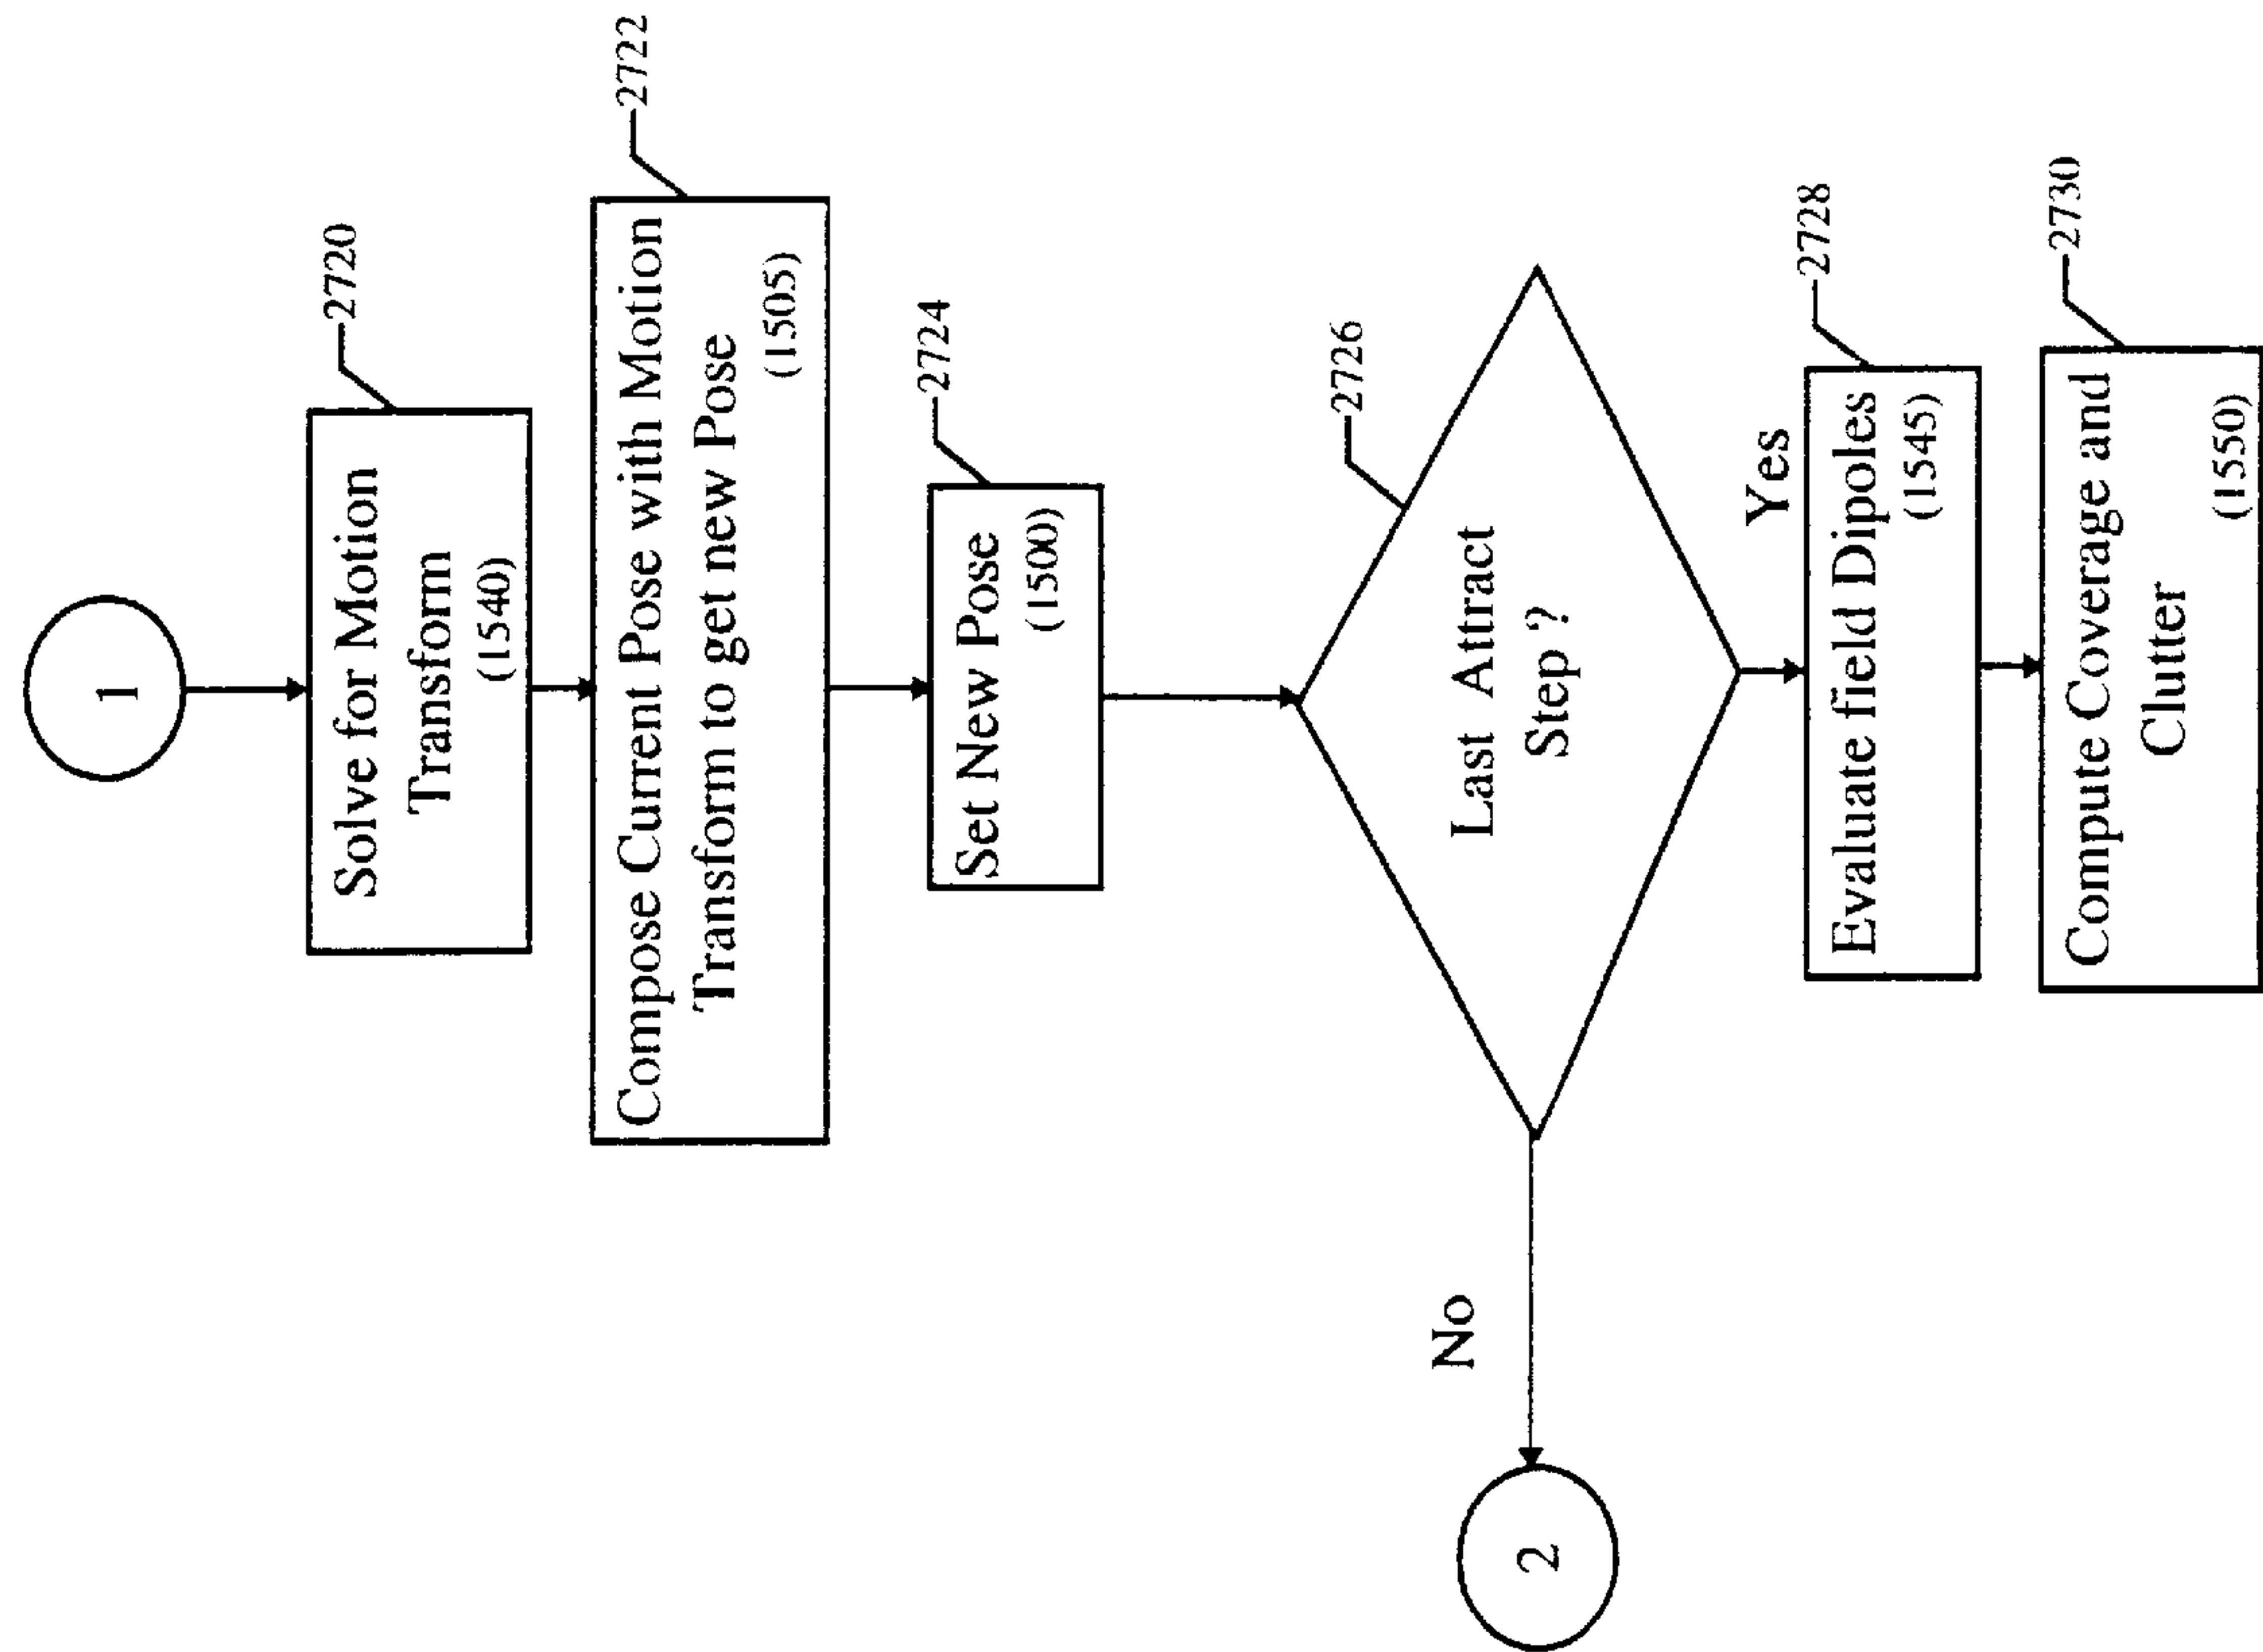 1
Solve for Motion
Transform
(1540)
2720
Compose Current Pose with Motion
Transform to get new Pose
(1505)
2722
Set New Pose
(1500)
2724
Last Attract
Step ?
2726
No
2
Yes
Evaluate field Dipoles
(1545)
2728
Compute Coverage and
Clutter
(1550)
2730